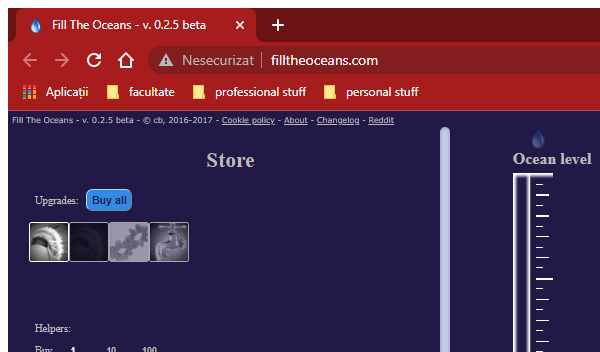 Fill The Oceans - v. 0.2.5 beta
Nesecurizat filltheoceans.com
Aplicații facultate professional stuff personal stuff
Fill The Oceans - v. 0.2.5 beta - © cb, 2016-2017 - Cookie policy - About - Changelog - Reddit
Store
Ocean level
Upgrades: Buy all
Helpers:
Buy 1 10 100